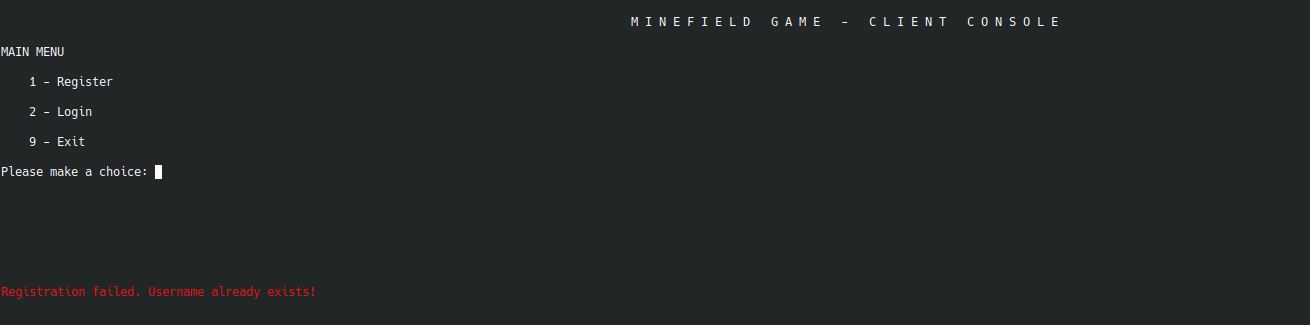 M I N E F I E L D   G A M E   -   C L I E N T   C O N S O L E
MAIN MENU
1 - Register
2 - Login
9 - Exit
Please make a choice:
Registration failed. Username already exists!